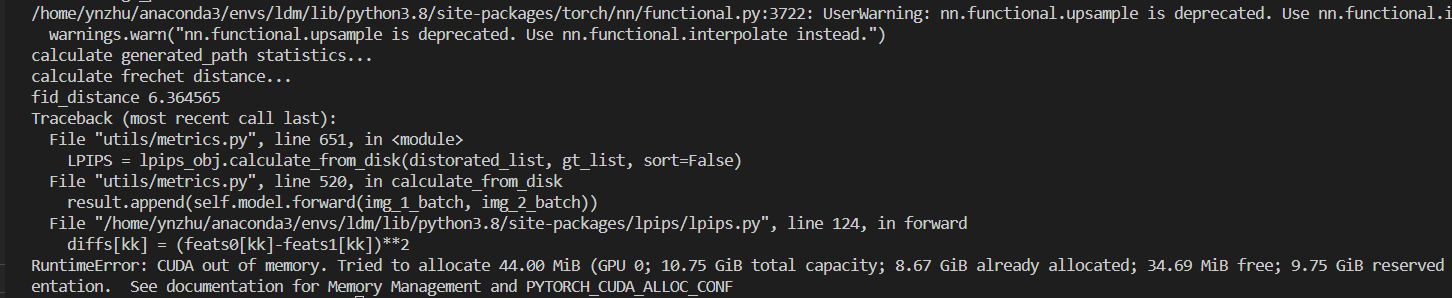 /home/ynzhu/anaconda3/envs/ldm/lib/python3.8/site-packages/torch/nn/functional.py:3722: UserWarning: nn.functional.upsample is deprecated. Use nn.functional.i
  warnings.warn("nn.functional.upsample is deprecated. Use nn.functional.interpolate instead.")
calculate generated_path statistics...
calculate frechet distance...
fid_distance 6.364565
Traceback (most recent call last):
  File "utils/metrics.py", line 651, in <module>
    LPIPS = lpips_obj.calculate_from_disk(distorated_list, gt_list, sort=False)
  File "utils/metrics.py", line 520, in calculate_from_disk
    result.append(self.model.forward(img_1_batch, img_2_batch))
  File "/home/ynzhu/anaconda3/envs/ldm/lib/python3.8/site-packages/lpips/lpips.py", line 124, in forward
    diffs[kk] = (feats0[kk]-feats1[kk])**2
RuntimeError: CUDA out of memory. Tried to allocate 44.00 MiB (GPU 0; 10.75 GiB total capacity; 8.67 GiB already allocated; 34.69 MiB free; 9.75 GiB reserved
entation.  See documentation for Memory Management and PYTORCH_CUDA_ALLOC_CONF